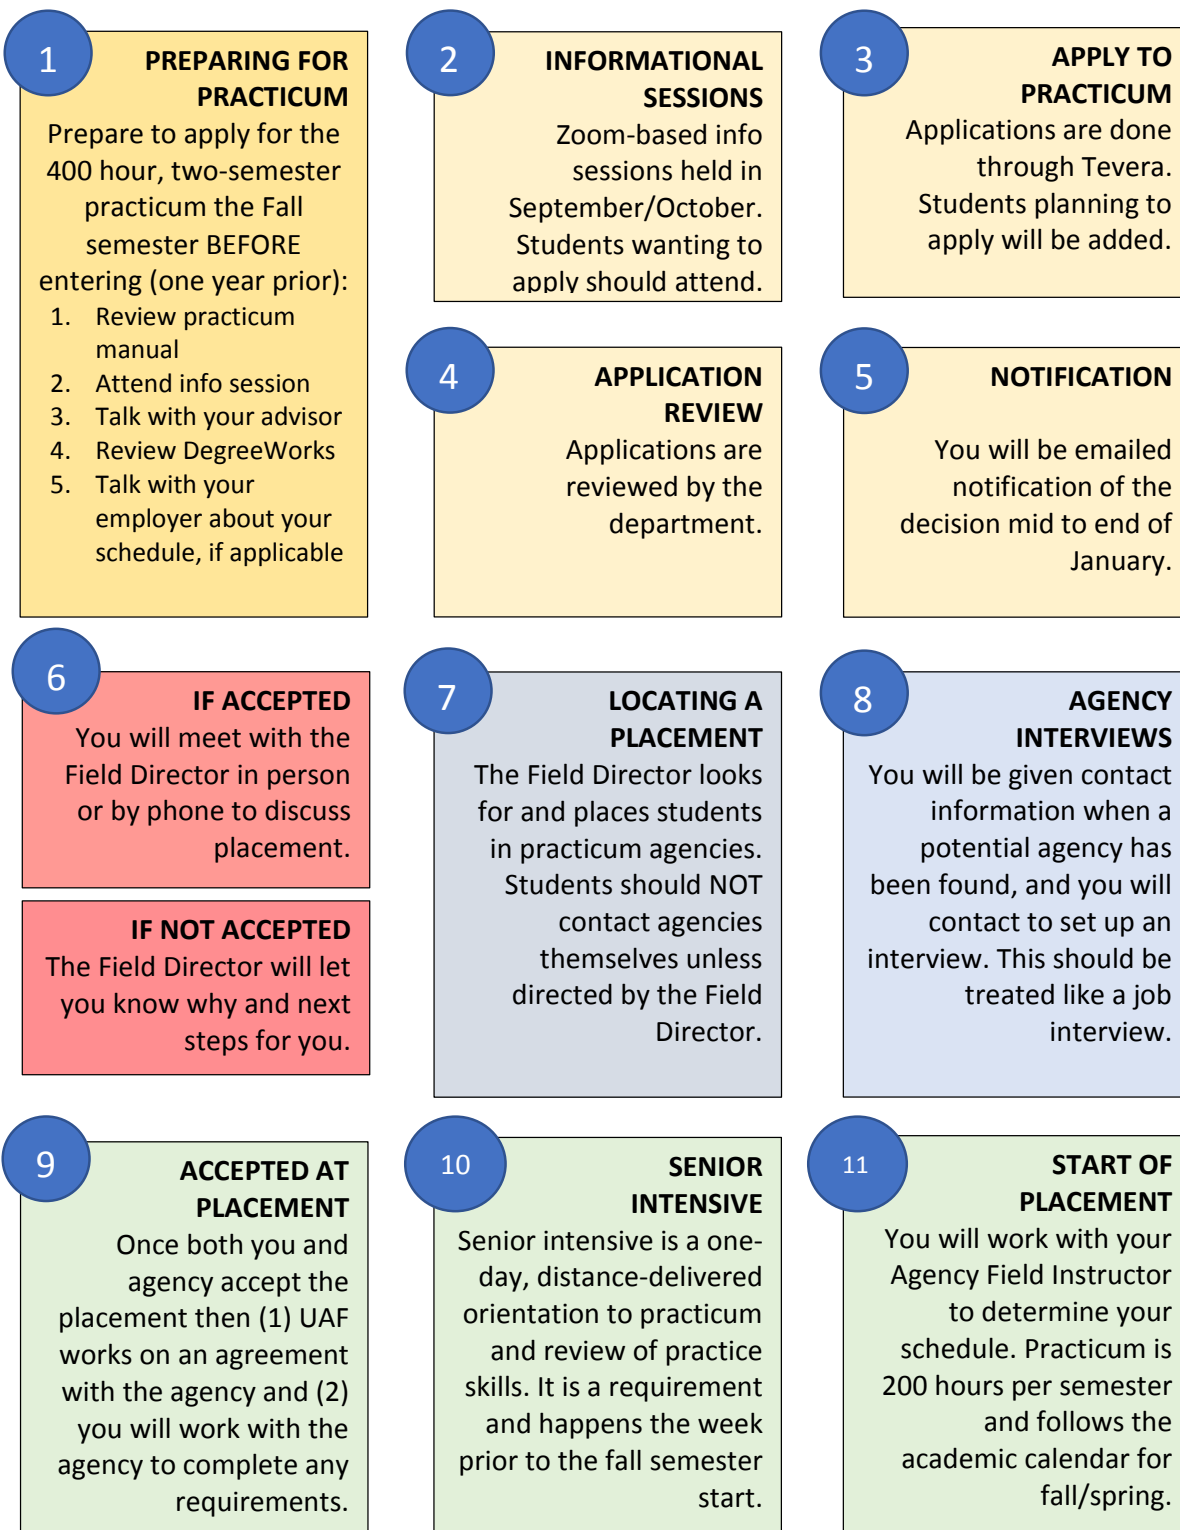 1
PREPARING FOR
PRACTICUM
Prepare to apply for the
400 hour, two-semester
practicum the Fall
semester BEFORE
entering (one year prior):
1. Review practicum
manual
2. Attend info session
3. Talk with your advisor
4. Review DegreeWorks
5. Talk with your
employer about your
schedule, if applicable
2
INFORMATIONAL
SESSIONS
Zoom-based info
sessions held in
September/October.
Students wanting to
apply should attend.
3
APPLY TO
PRACTICUM
Applications are done
through Tevera.
Students planning to
apply will be added.
4
APPLICATION
REVIEW
Applications are
reviewed by the
department.
5
NOTIFICATION
You will be emailed
notification of the
decision mid to end of
January.
6
IF ACCEPTED
You will meet with the
Field Director in person
or by phone to discuss
placement.
IF NOT ACCEPTED
The Field Director will let
you know why and next
steps for you.
7
LOCATING A
PLACEMENT
The Field Director looks
for and places students
in practicum agencies.
Students should NOT
contact agencies
themselves unless
directed by the Field
Director.
8
AGENCY
INTERVIEWS
You will be given contact
information when a
potential agency has
been found, and you will
contact to set up an
interview. This should be
treated like a job
interview.
9
ACCEPTED AT
PLACEMENT
Once both you and
agency accept the
placement then (1) UAF
works on an agreement
with the agency and (2)
you will work with the
agency to complete any
requirements.
10
SENIOR
INTENSIVE
Senior intensive is a one-
day, distance-delivered
orientation to practicum
and review of practice
skills. It is a requirement
and happens the week
prior to the fall semester
start.
11
START OF
PLACEMENT
You will work with your
Agency Field Instructor
to determine your
schedule. Practicum is
200 hours per semester
and follows the
academic calendar for
fall/spring.